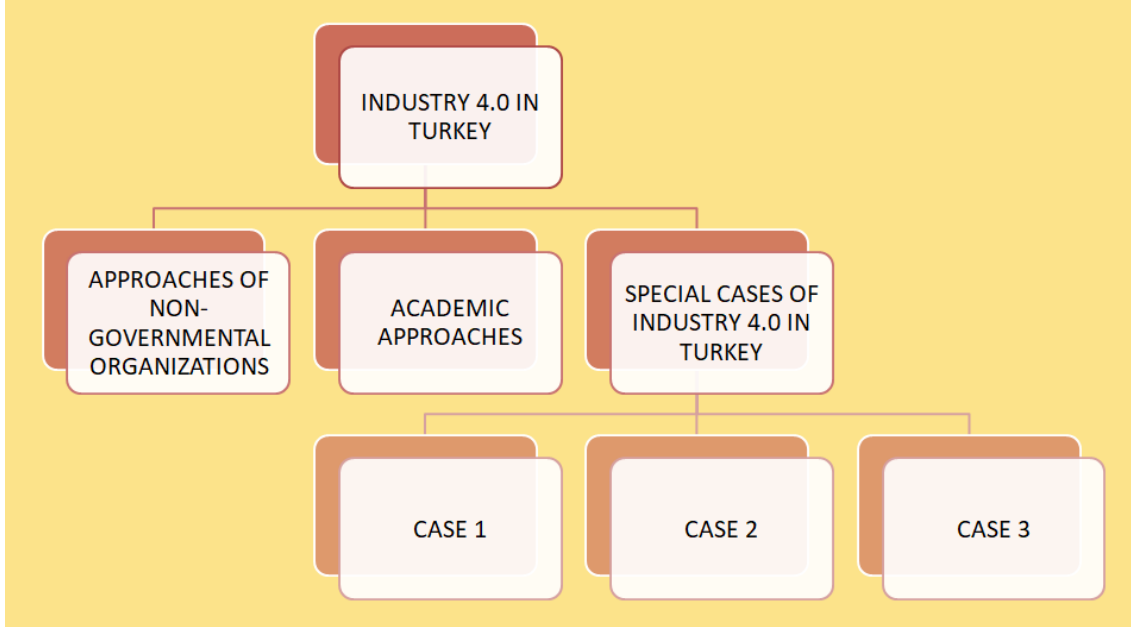 INDUSTRY 4.0 IN
TURKEY
APPROACHES OF
NON-
GOVERNMENTAL
ORGANIZATIONS
ACADEMIC
APPROACHES
SPECIAL CASES OF
INDUSTRY 4.0 IN
TURKEY
CASE 1
CASE 2
CASE 3